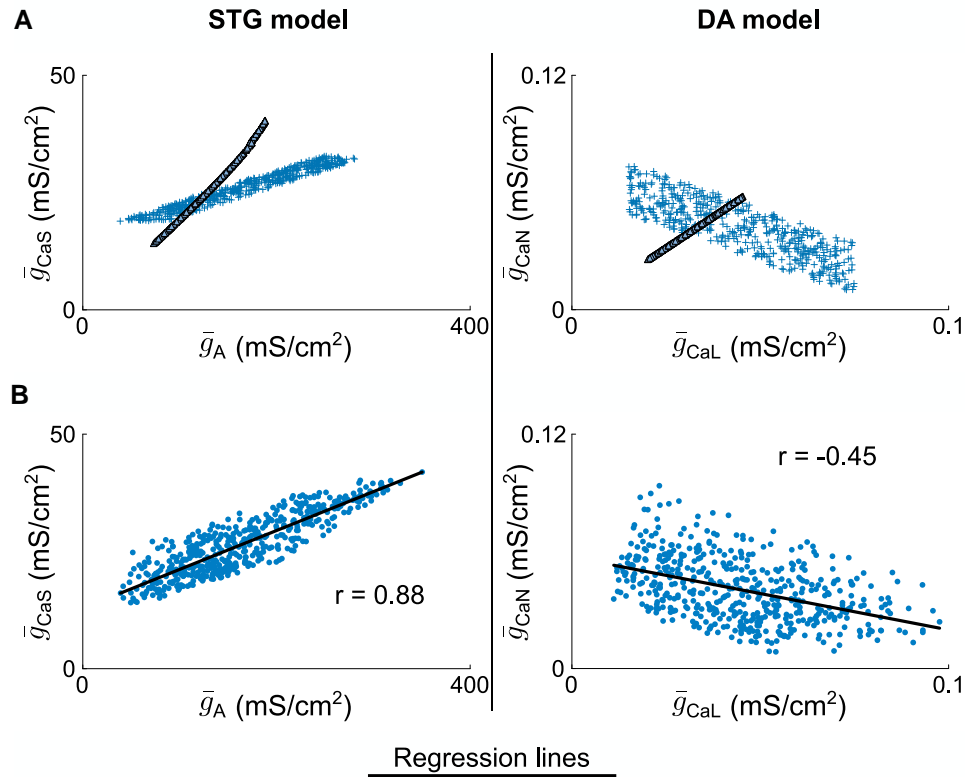 STG model
DA model
A
50
0
0
400
ḡCas (mS/cm²)
ḡA (mS/cm²)
0.12
0
0
0.1
ḡCaN (mS/cm²)
ḡCaL (mS/cm²)
B
50
0
0
400
ḡCas (mS/cm²)
ḡA (mS/cm²)
r = 0.88
0.12
0
0
0.1
ḡCaN (mS/cm²)
ḡCaL (mS/cm²)
r = -0.45
Regression lines